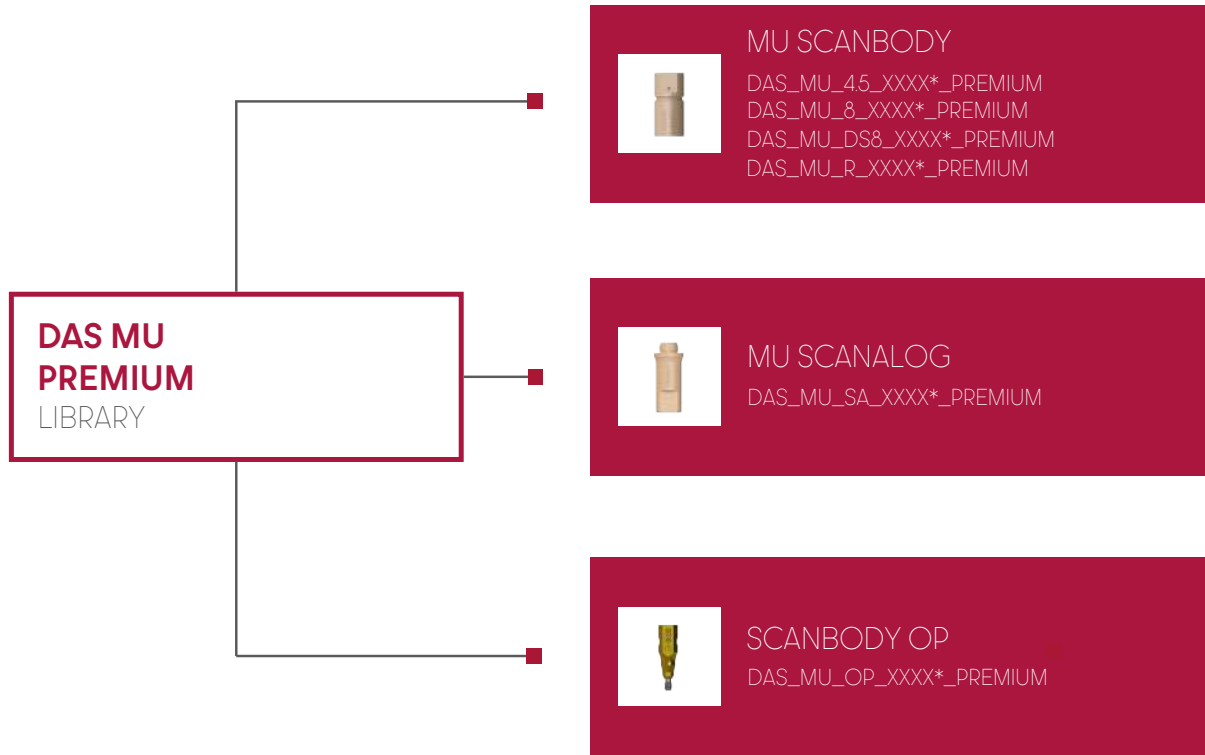 MU SCANBODY
DAS_MU_4.5_XXXX*_PREMIUM
DAS_MU_8_XXXX*_PREMIUM
DAS_MU_DS8_XXXX*_PREMIUM
DAS_MU_R_XXXX*_PREMIUM
DAS MU
PREMIUM
LIBRARY
MU SCANALOG
DAS_MU_SA_XXXX*_PREMIUM
SCANBODY OP
DAS_MU_OP_XXXX*_PREMIUM